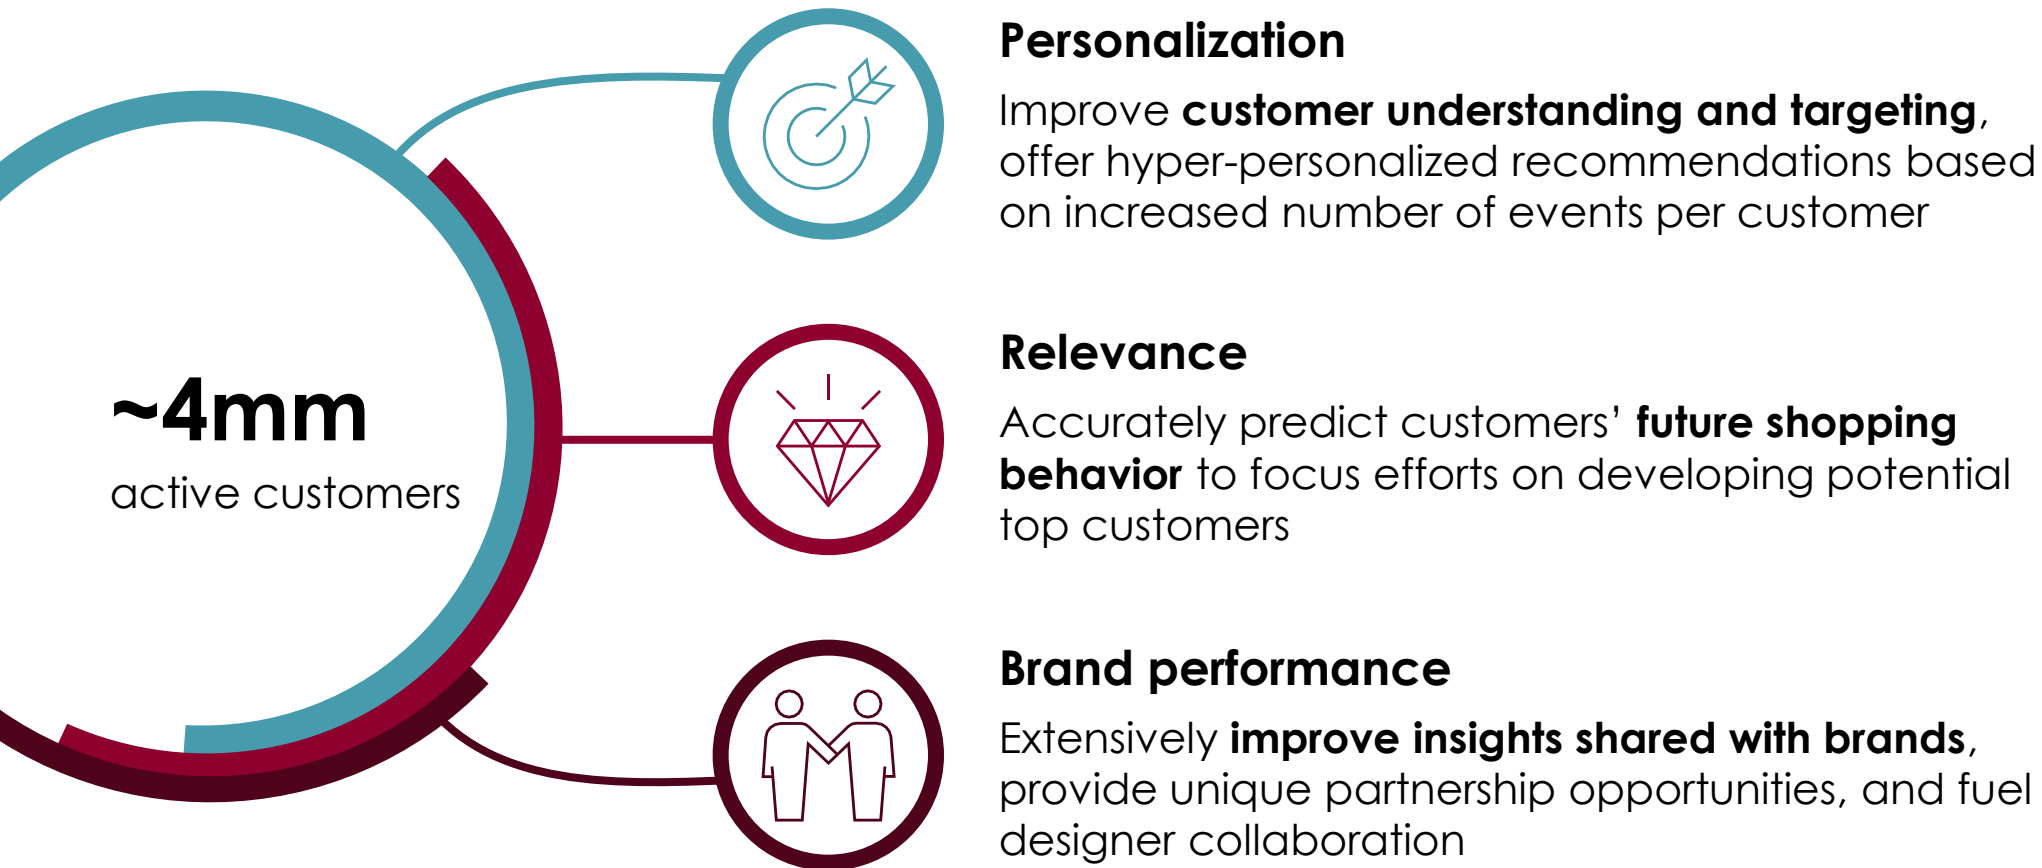 ~4mm
active customers
Personalization
Improve customer understanding and targeting,
offer hyper-personalized recommendations based
on increased number of events per customer
Relevance
Accurately predict customers’ future shopping
behavior to focus efforts on developing potential
top customers
Brand performance
Extensively improve insights shared with brands,
provide unique partnership opportunities, and fuel
designer collaboration